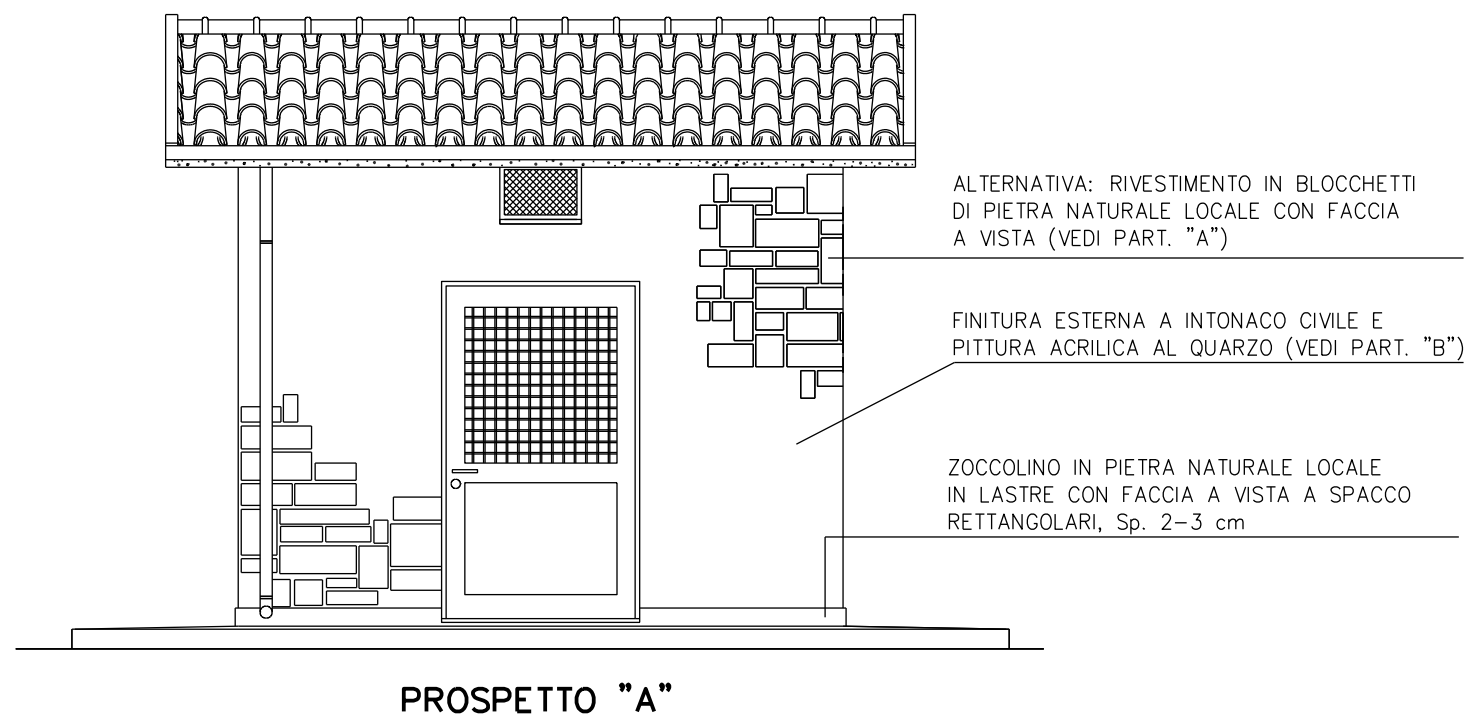 ALTERNATIVA: RIVESTIMENTO IN BLOCCHETTI
DI PIETRA NATURALE LOCALE CON FACCIA
A VISTA (VEDI PART. "A")
FINITURA ESTERNA A INTONACO CIVILE E
PITTURA ACRILICA AL QUARZO (VEDI PART. "B")
ZOCCOLINO IN PIETRA NATURALE LOCALE
IN LASTRE CON FACCIA A VISTA A SPACCO
RETTANGOLARI, Sp. 2-3 cm
PROSPETTO "A"